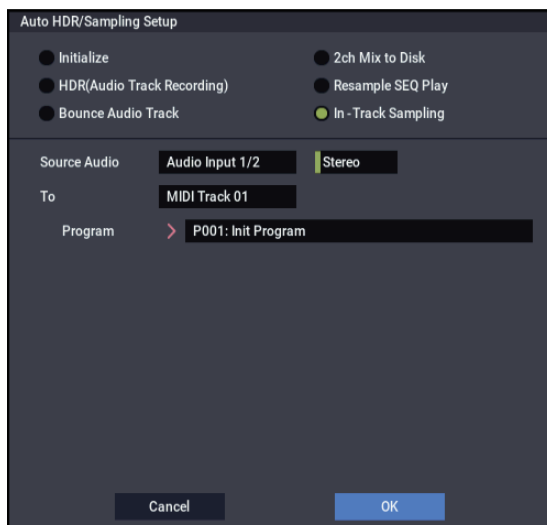 Auto HDR/Sampling Setup
Initialize
2ch Mix to Disk
HDR(Audio Track Recording)
Resample SEQ Play
Bounce Audio Track
In-Track Sampling
Source Audio Audio Input 1/2 Stereo
To MIDI Track 01
Program P001: Init Program
Cancel OK